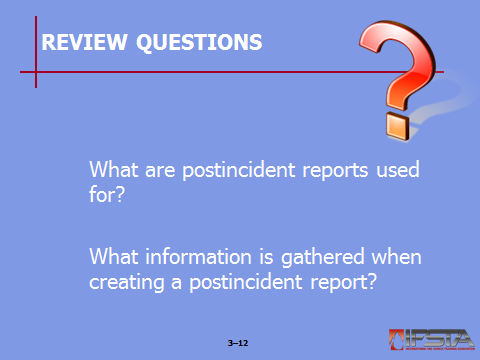 REVIEW QUESTIONS
What are postincident reports used
for?
What information is gathered when
creating a postincident report?
3–12
IFSTA